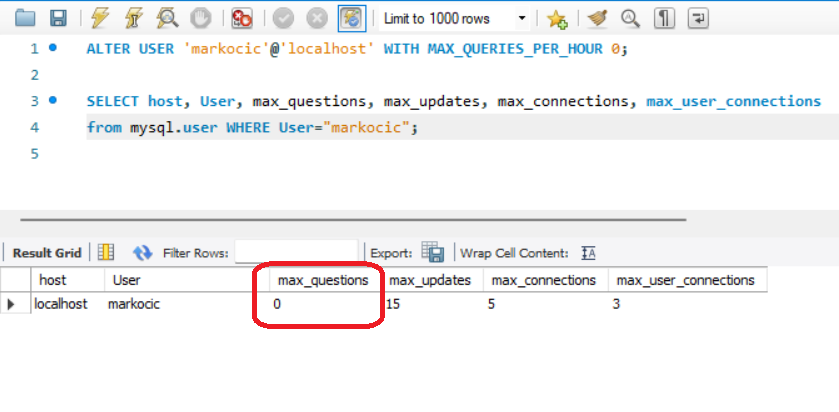 Limit to 1000 rows
1 ALTER USER 'markocic'@'localhost' WITH MAX_QUERIES_PER_HOUR 0;
2
3 SELECT host, User, max_questions, max_updates, max_connections, max_user_connections
4 from mysql.user WHERE User="markocic";
5
Result Grid Filter Rows: Export: Wrap Cell Content:
host User max_questions max_updates max_connections max_user_connections
localhost markocic 0 15 5 3